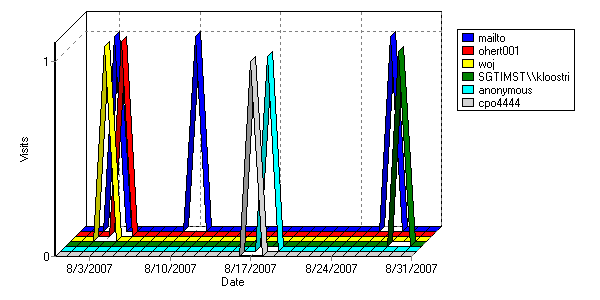 mailto
ohert001
woj
SGTIMST\\kloostri
anonymous
cpo4444
1
Visits
0
8/3/2007 8/10/2007 8/17/2007 8/24/2007 8/31/2007
Date